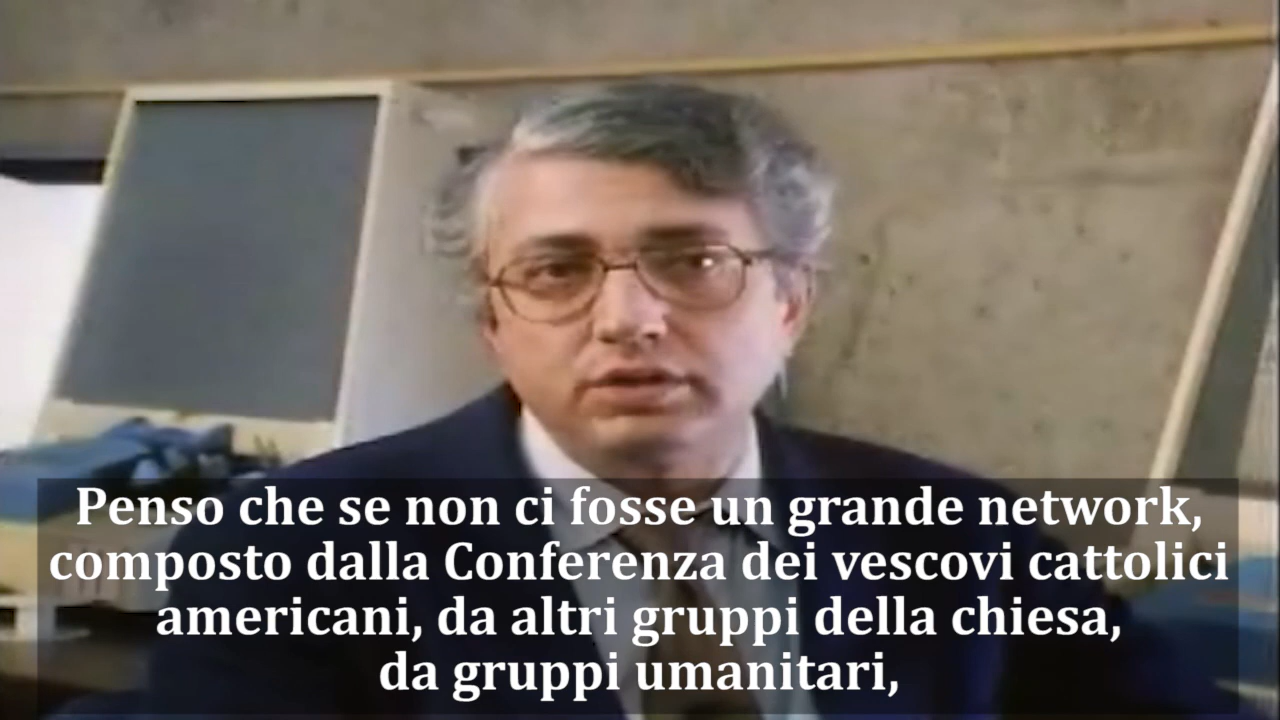 Penso che se non ci fosse un grande network,
composto dalla Conferenza dei vescovi cattolici
americani, da altri gruppi della chiesa,
da gruppi umanitari,